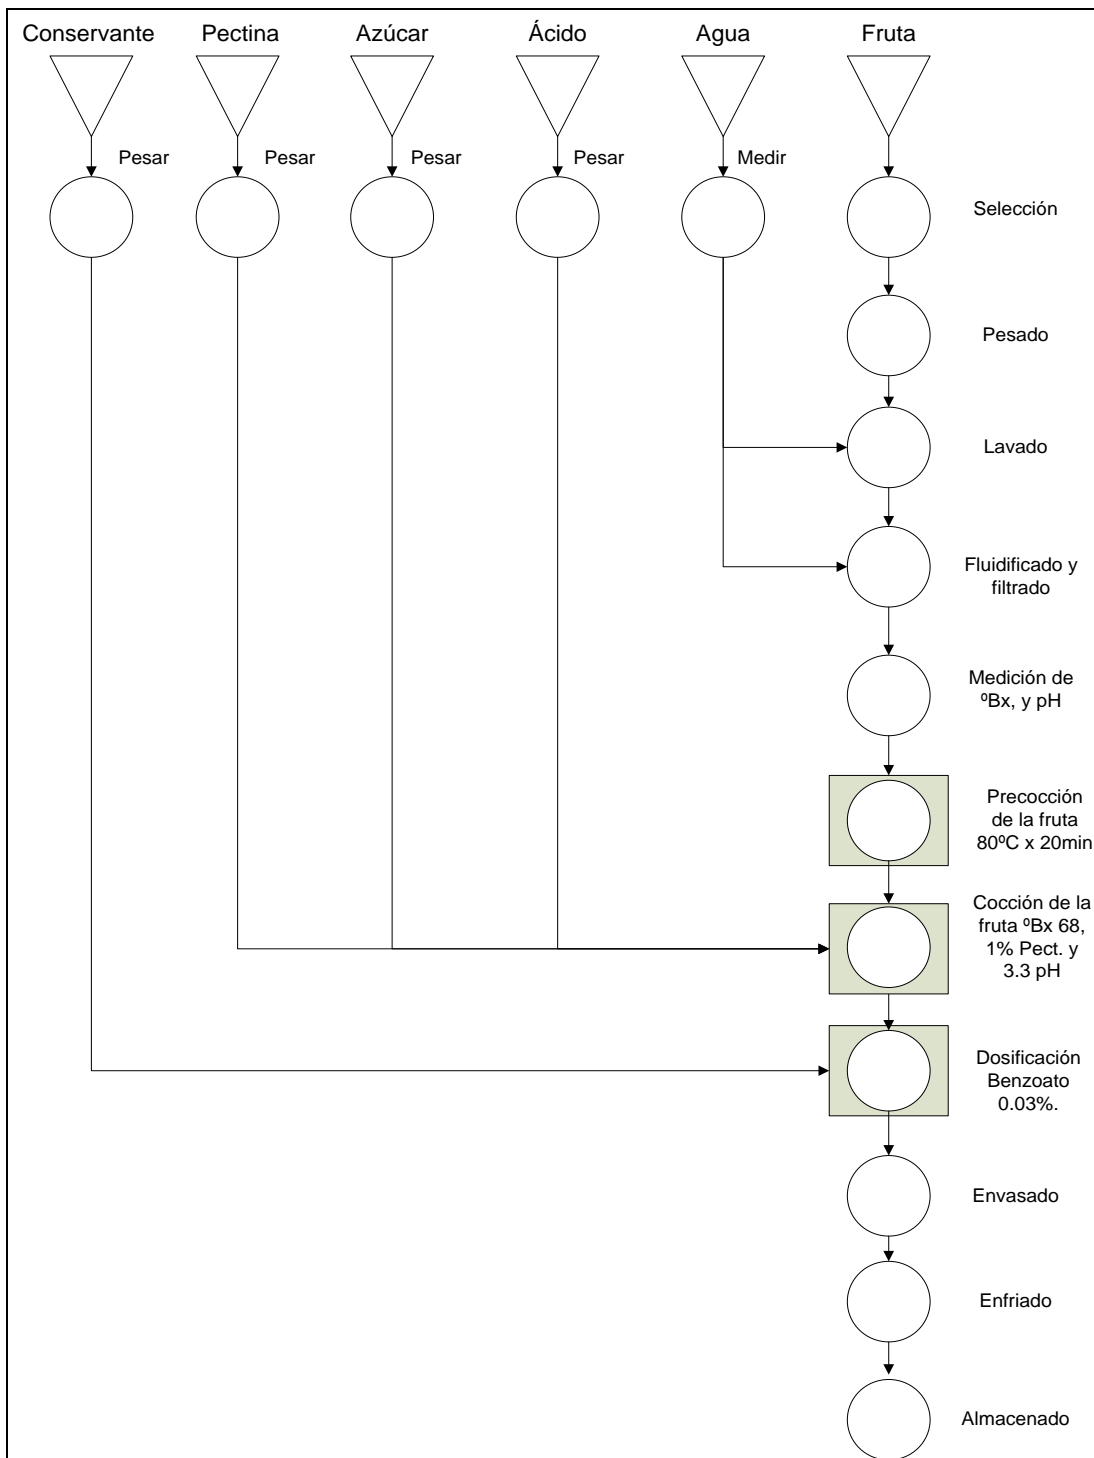 Conservante
Pectina
Azúcar
Ácido
Agua
Fruta
Pesar
Pesar
Pesar
Pesar
Medir
Selección
Pesado
Lavado
Fluidificado y
filtrado
Medición de
ºBx, y pH
Precocción
de la fruta
80ºC x 20min
Cocción de la
fruta ºBx 68,
1% Pect. y
3.3 pH
Dosificación
Benzoato
0.03%.
Envasado
Enfriado
Almacenado